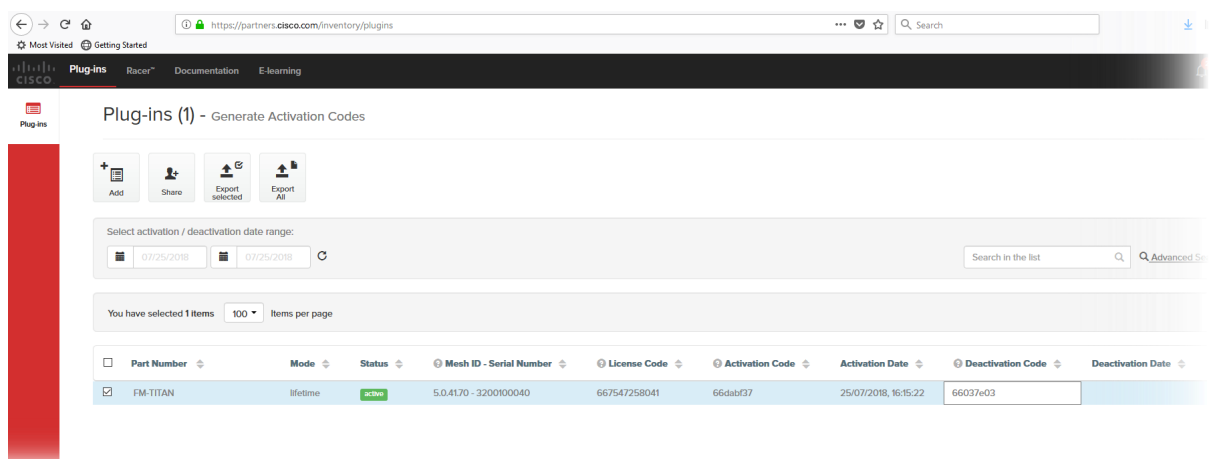 https://partners.cisco.com/inventory/plugins
Search
Most Visited Getting Started
CISCO Plug-ins Racer™ Documentation E-learning
Plug-ins
Plug-ins (1) - Generate Activation Codes
Add Share Export selected Export All
Select activation / deactivation date range:
07/25/2018 07/25/2018 Search in the list Advanced
You have selected 1 items 100 Items per page
Part Number Mode Status Mesh ID - Serial Number License Code Activation Code Activation Date Deactivation Code Deactivation Date
FM-TITAN lifetime active 5.0.41.70 - 3200100040 667547258041 66dabf37 25/07/2018, 16:15:22 66037e03